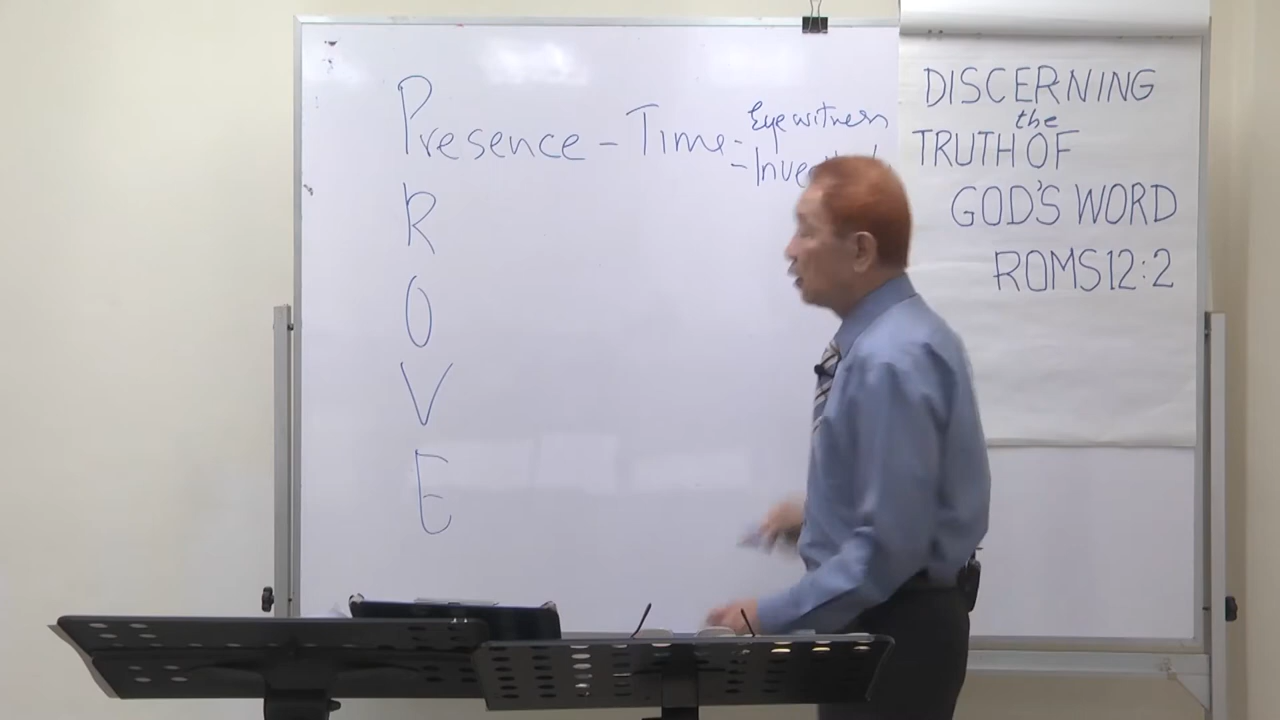 Presence - Time - Eyewitness
-
R
O
V
E
DISCERNING
the
TRUTH OF
GOD'S WORD
ROMS 12:2